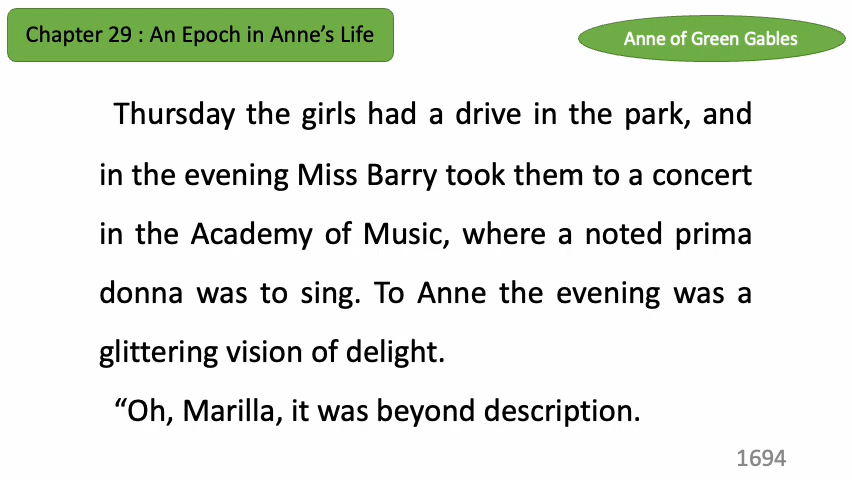 Chapter 29 : An Epoch in Anne’s Life
Anne of Green Gables
Thursday the girls had a drive in the park, and
in the evening Miss Barry took them to a concert
in the Academy of Music, where a noted prima
donna was to sing. To Anne the evening was a
glittering vision of delight.
“Oh, Marilla, it was beyond description.
1694